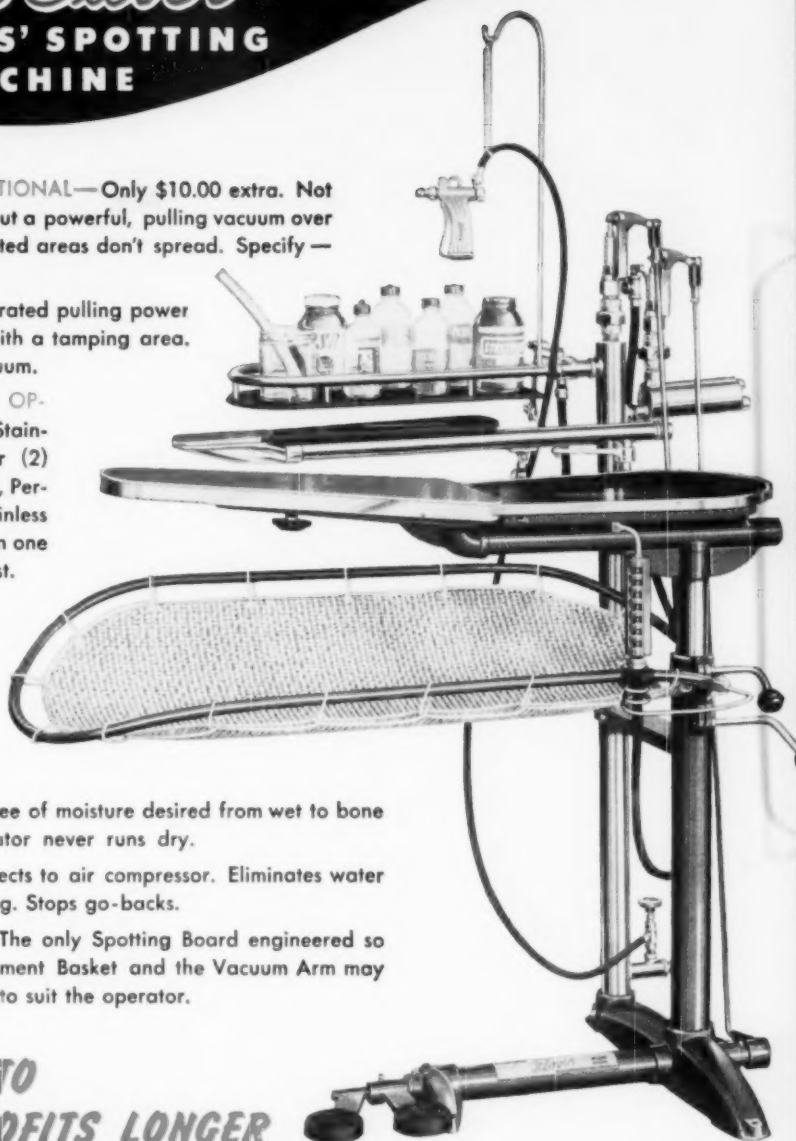 S' SPOTTING
CHINE
TIONAL—Only $10.00 extra. Not
ut a powerful, pulling vacuum over
ted areas don't spread. Specify —
rated pulling power
ith a tamping area.
uum.
OP-
Stain-
r (2)
, Per-
inless
n one
st.
ee of moisture desired from wet to bone
ator never runs dry.
ects to air compressor. Eliminates water
g. Stops go-backs.
The only Spotting Board engineered so
ment Basket and the Vacuum Arm may
to suit the operator.
TO
OFITS LONGER